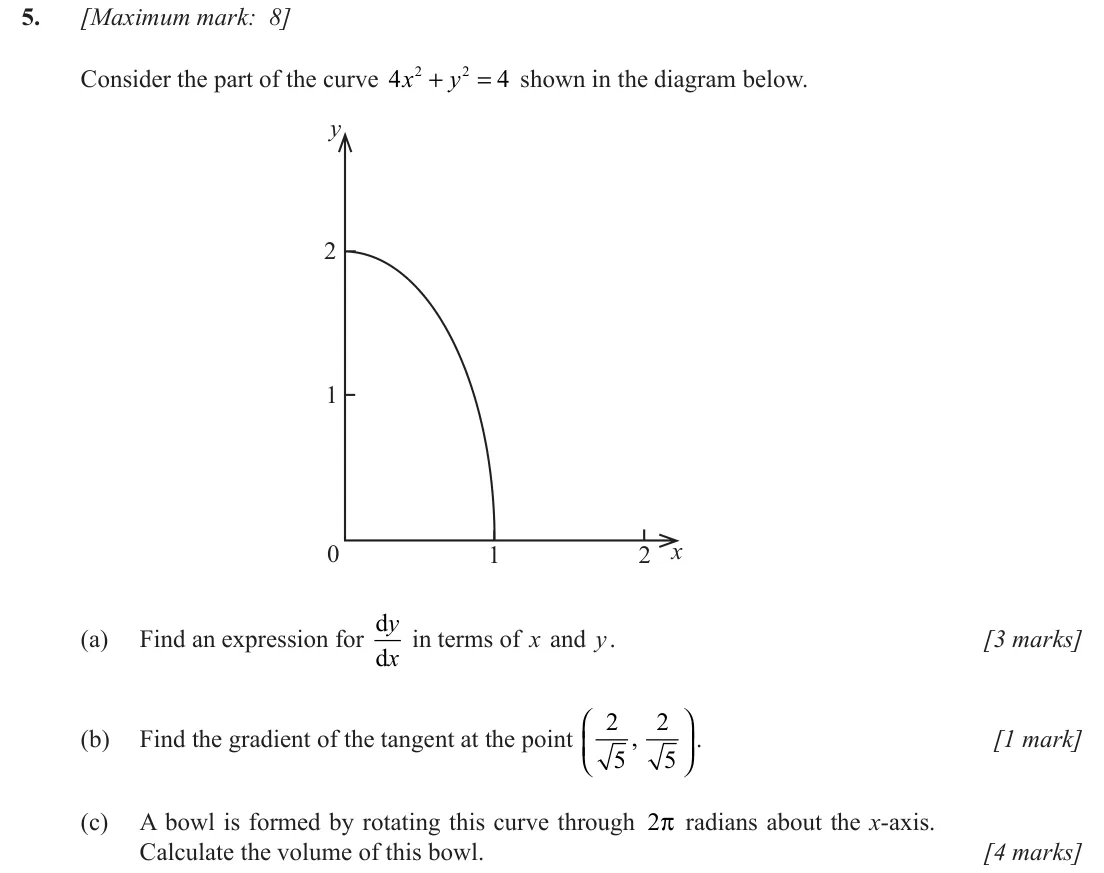 5. [Maximum mark: 8]
Consider the part of the curve 4x² + y² = 4 shown in the diagram below.
y
2
1
0 1 2 x
(a) Find an expression for dy/dx in terms of x and y. [3 marks]
(b) Find the gradient of the tangent at the point (2/√5, 2/√5). [1 mark]
(c) A bowl is formed by rotating this curve through 2π radians about the x-axis.
Calculate the volume of this bowl. [4 marks]